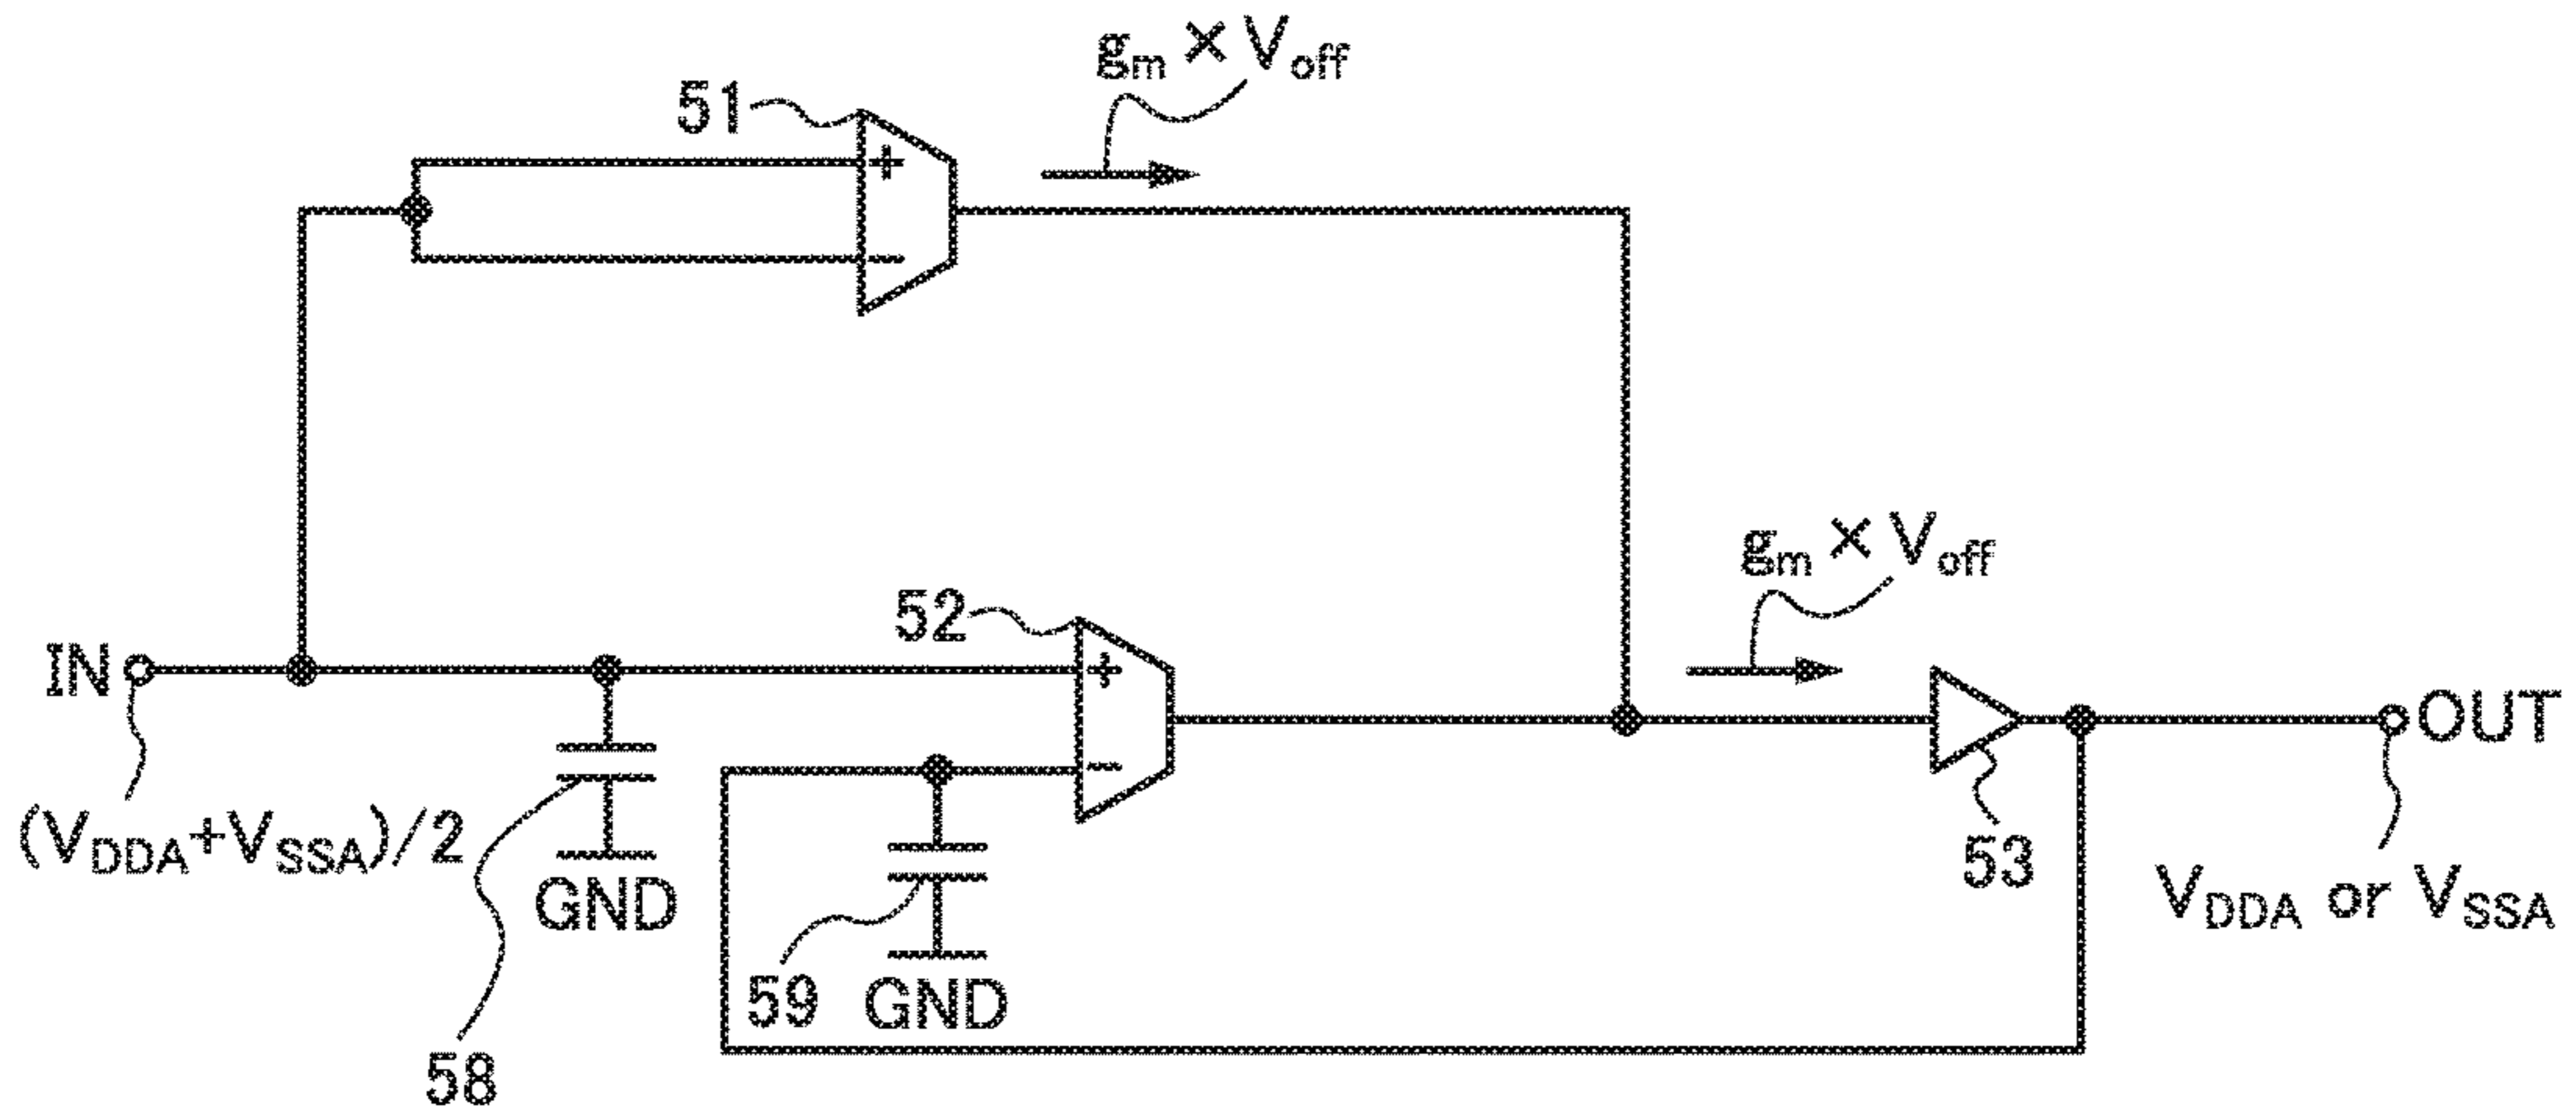 gm × Voff
51
+
−
gm × Voff
52
IN
+
OUT
−
(VDDA+VSSA)/2
53
GND
VDDA or VSSA
59 GND
58